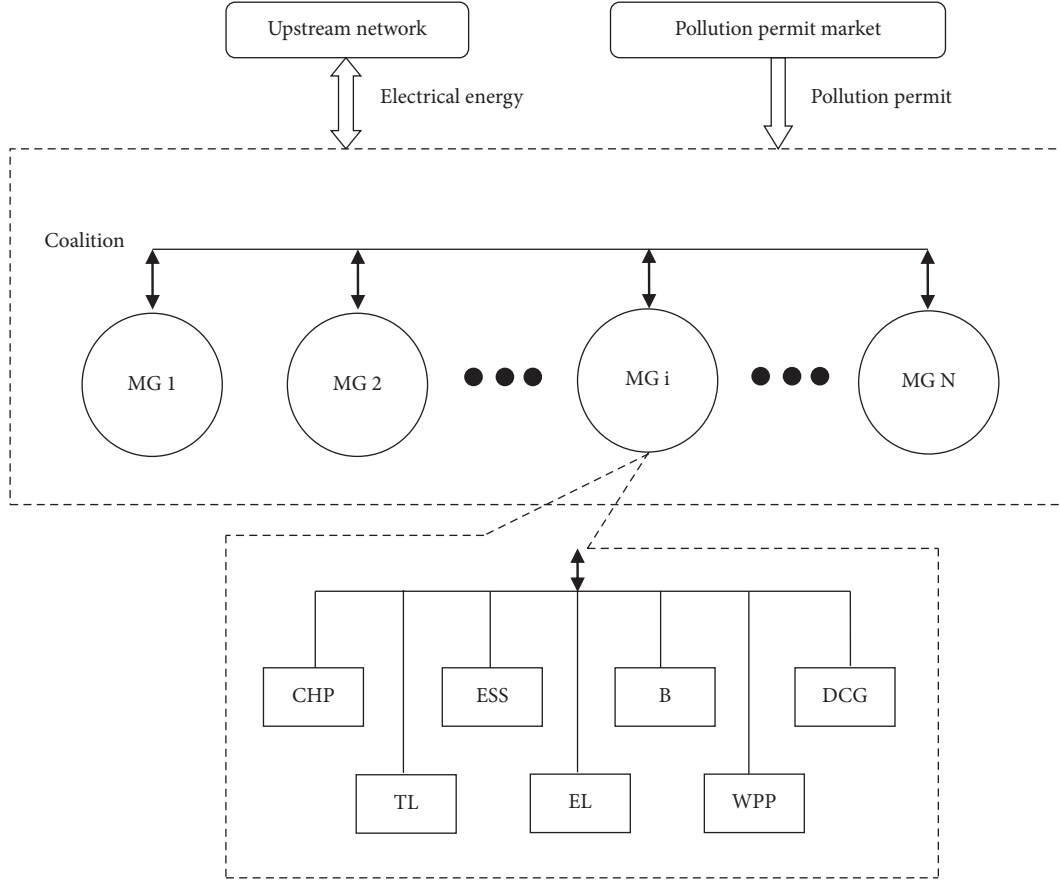 Upstream network
Pollution permit market
Electrical energy
Pollution permit
Coalition
MG 1
MG 2
MG i
MG N
CHP
ESS
B
DCG
TL
EL
WPP